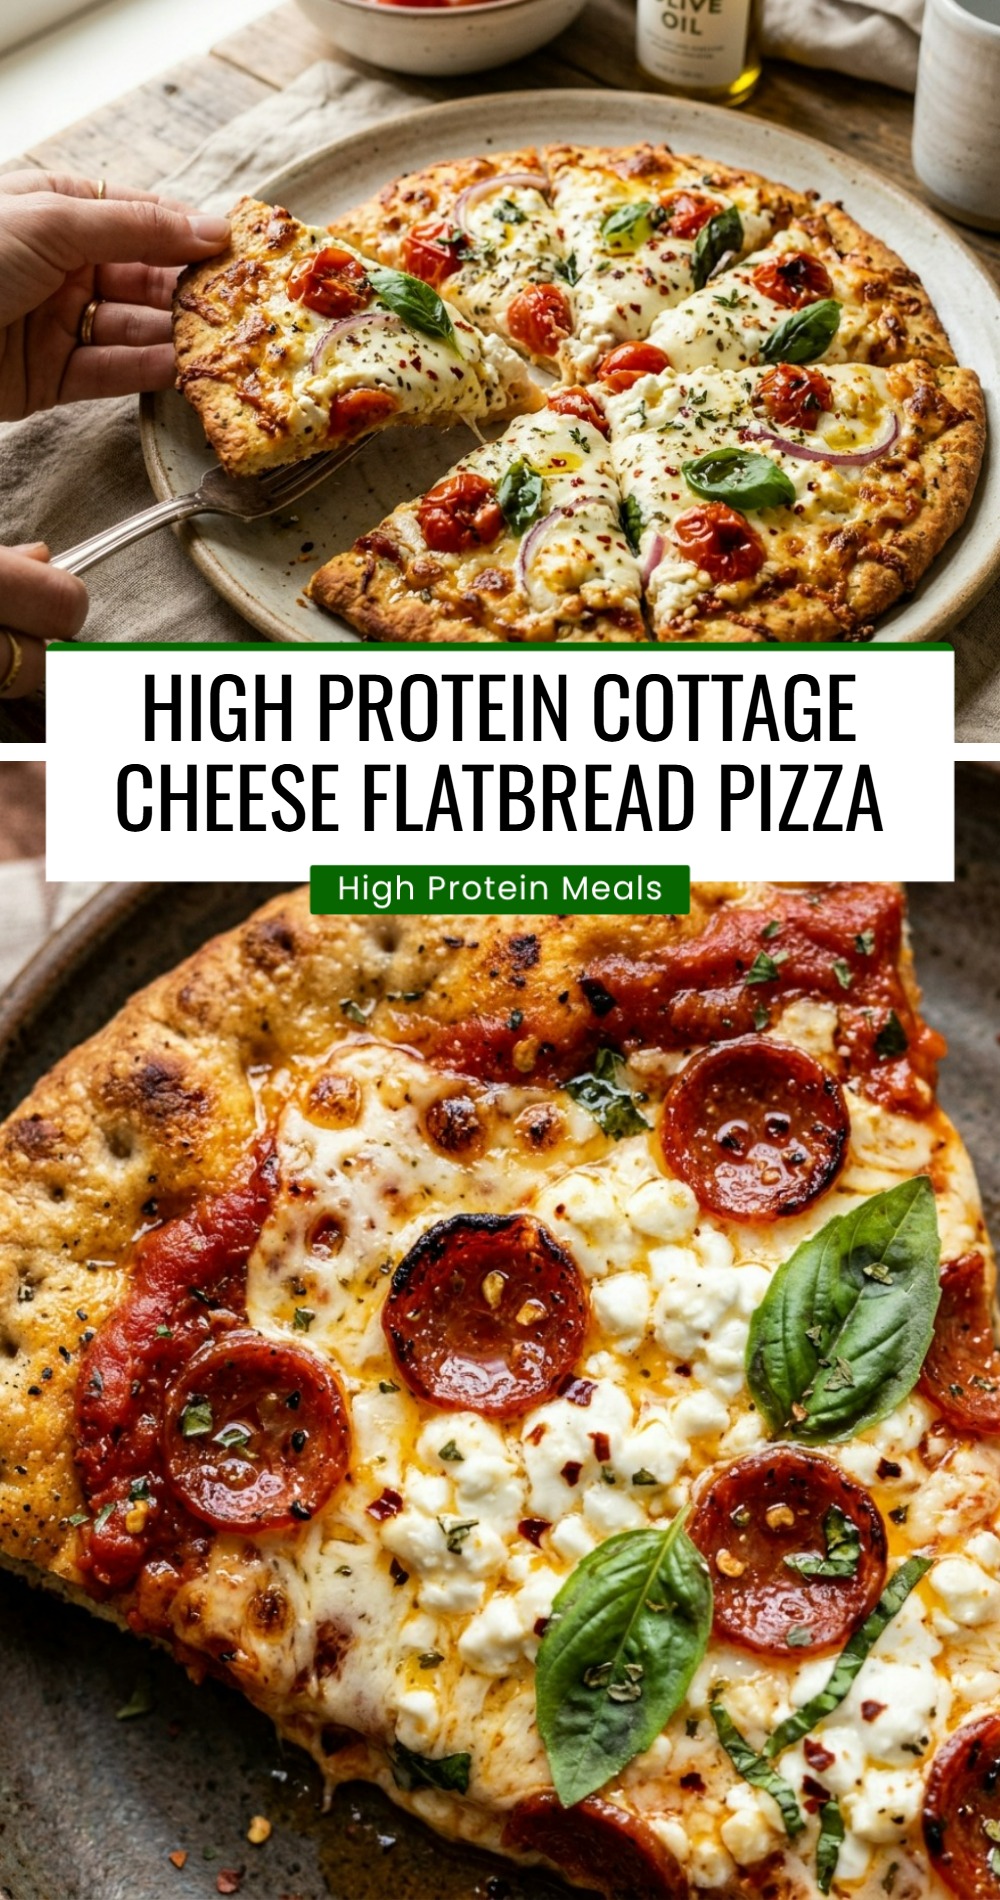 OLIVE
OIL
HIGH PROTEIN COTTAGE
CHEESE FLATBREAD PIZZA
High Protein Meals